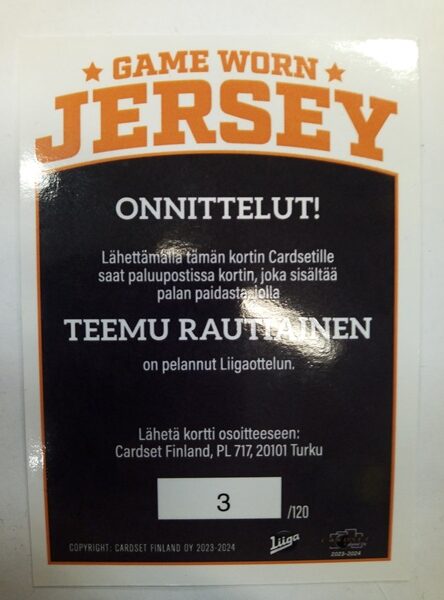 GAME WORN
JERSEY
ONNITTELUT!
Lähettämällä tämän kortin Cardsetille
saat paluupostissa kortin, joka sisältää
palan paidasta jolla
TEEMU RAUTIAINEN
on pelannut Liigaottelun.
Lähetä kortti osoitteeseen:
Cardset Finland, PL 717, 20101 Turku
3
/120
COPYRIGHT: CARDSET FINLAND OY 2023-2024
Liiga
2023-2024